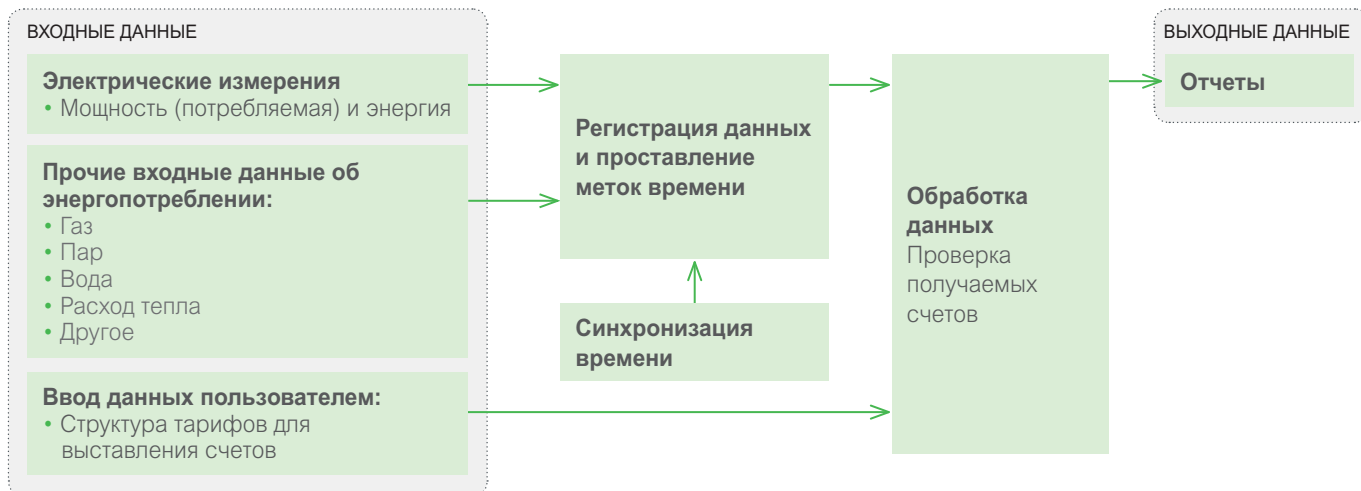 ВХОДНЫЕ ДАННЫЕ
Электрические измерения
• Мощность (потребляемая) и энергия
Прочие входные данные об
энергопотреблении:
• Газ
• Пар
• Вода
• Расход тепла
• Другое
Ввод данных пользователем:
• Структура тарифов для
выставления счетов
Регистрация данных
и проставление
меток времени
Синхронизация
времени
Обработка
данных
Проверка
получаемых
счетов
ВЫХОДНЫЕ ДАННЫЕ
Отчеты